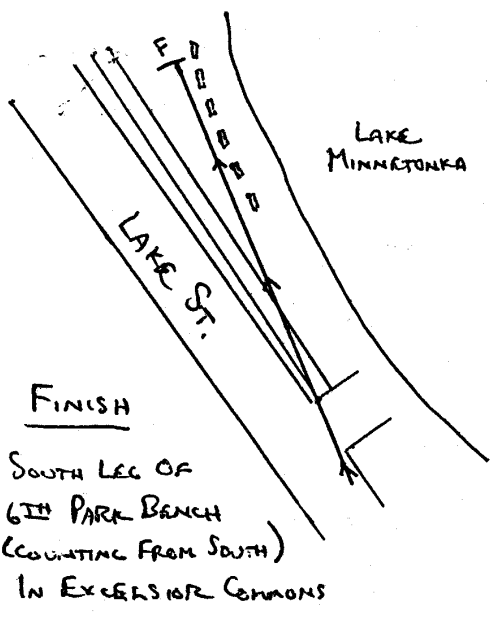 F
LAKE
MINNETONKA
LAKE ST.
FINISH
SOUTH LEG OF
6TH PARK BENCH
(COUNTING FROM SOUTH)
IN EXCELSIOR COMMONS